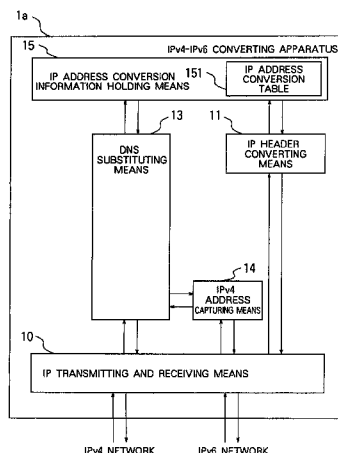 1a
15
IPv4-IPv6 CONVERTING APPARATUS
IP ADDRESS CONVERSION
INFORMATION HOLDING MEANS
151
IP ADDRESS
CONVERSION
TABLE
13
DNS
SUBSTITUTING
MEANS
11
IP HEADER
CONVERTING
MEANS
14
IPv4
ADDRESS
CAPTURING MEANS
10
IP TRANSMITTING AND RECEIVING MEANS
IPv4 NETWORK
IPv6 NETWORK